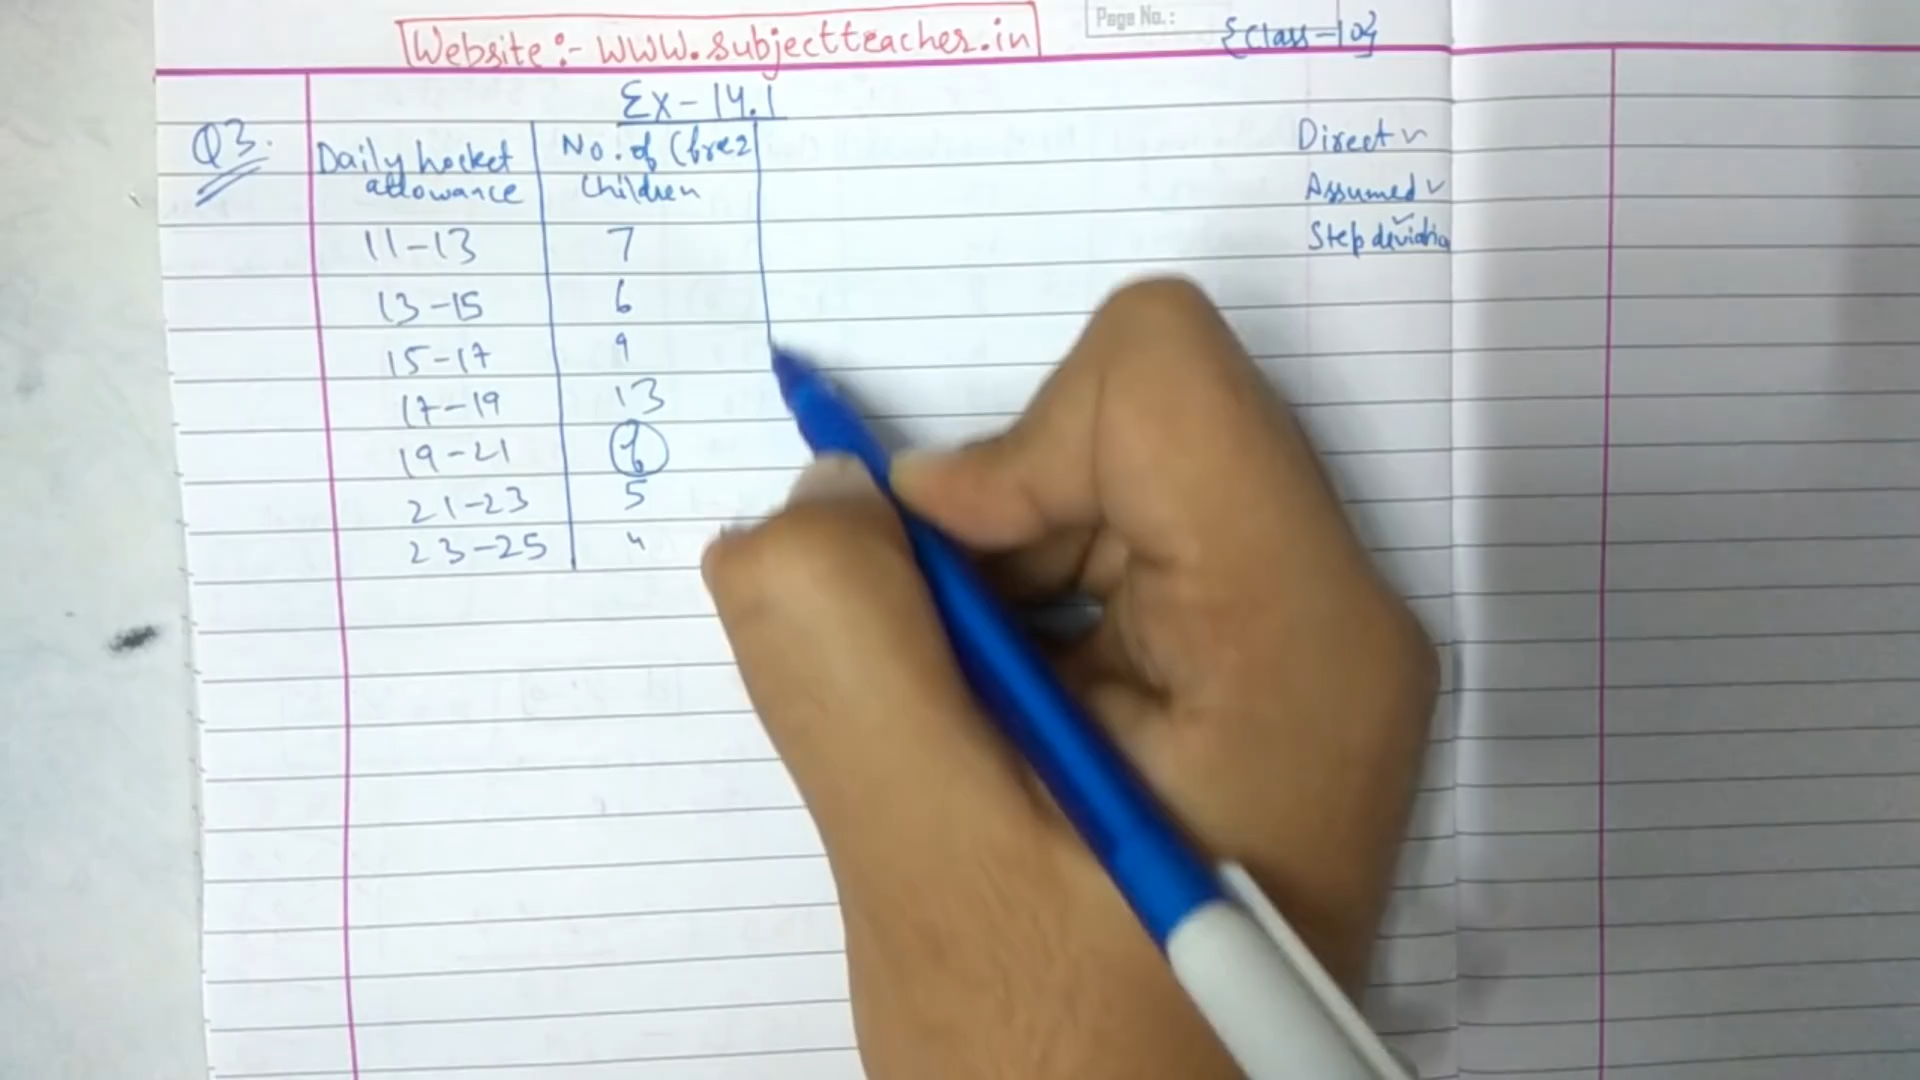 Website:- www.subjectteacher.in
Page No.:
{Class-10}
Ex-14.1
Q3.
Daily Pocket allowance
No. of (fre2
Children
11-13 7
13-15 6
15-17 9
17-19 13
19-21 f
21-23 5
23-25 4
Direct
Assumed
Step